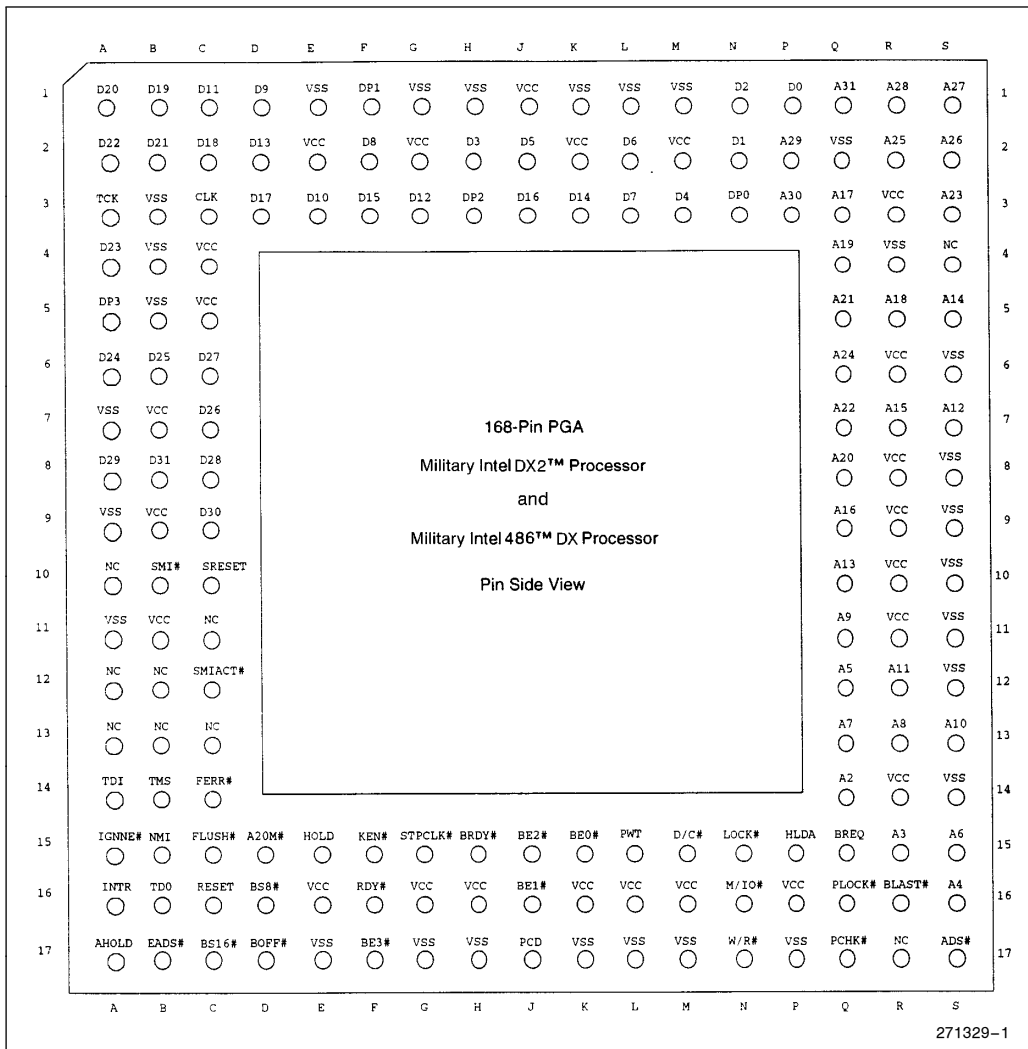 A B C D E F G H J K L M N P Q R S
D20 D19 D11 D9 VSS DP1 VSS VSS VCC VSS VSS VSS D2 D0 A31 A28 A27
1 1
D22 D21 D18 D13 VCC D8 VCC D3 D5 VCC D6 VCC D1 A29 VSS A25 A26
2 2
TCK VSS CLK D17 D10 D15 D12 DP2 D16 D14 D7 D4 DP0 A30 A17 VCC A23
3 3
D23 VSS VCC A19 VSS NC
4 4
DP3 VSS VCC A21 A18 A14
5 5
D24 D25 D27 A24 VCC VSS
6 6
VSS VCC D26 A22 A15 A12
7 168-Pin PGA 7
D29 D31 D28 Military Intel DX2™ Processor A20 VCC VSS
8 and 8
VSS VCC D30 A16 VCC VSS
9 Military Intel 486™ DX Processor 9
NC SMI# SRESET A13 VCC VSS
10 Pin Side View 10
VSS VCC NC A9 VCC VSS
11 11
NC NC SMIACT# A5 A11 VSS
12 12
NC NC NC A7 A8 A10
13 13
TDI TMS FERR# A2 VCC VSS
14 14
IGNNE# NMI FLUSH# A20M# HOLD KEN# STPCLK# BRDY# BE2# BE0# PWT D/C# LOCK# HLDA BREQ A3 A6
15 15
INTR TD0 RESET BS8# VCC RDY# VCC VCC BE1# VCC VCC VCC M/IO# VCC PLOCK# BLAST# A4
16 16
AHOLD EADS# BS16# BOFF# VSS BE3# VSS VSS PCD VSS VSS VSS W/R# VSS PCHK# NC ADS#
17 17
A B C D E F G H J K L M N P Q R S
271329–1